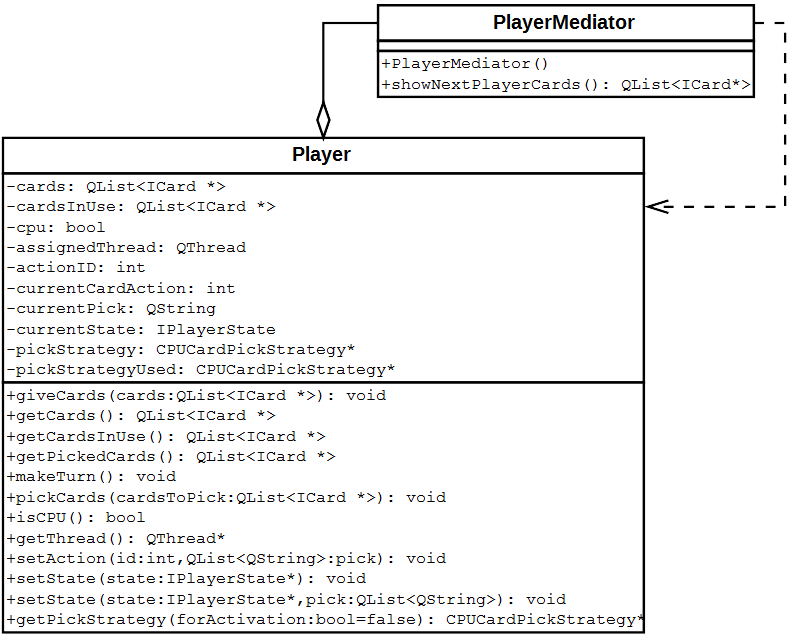 PlayerMediator
+PlayerMediator()
+showNextPlayerCards(): QList<ICard*>
Player
-cards: QList<ICard *>
-cardsInUse: QList<ICard *>
-cpu: bool
-assignedThread: QThread
-actionID: int
-currentCardAction: int
-currentPick: QString
-currentState: IPlayerState
-pickStrategy: CPUCardPickStrategy*
-pickStrategyUsed: CPUCardPickStrategy*
+giveCards(cards:QList<ICard *>): void
+getCards(): QList<ICard *>
+getCardsInUse(): QList<ICard *>
+getPickedCards(): QList<ICard *>
+makeTurn(): void
+pickCards(cardsToPick:QList<ICard *>): void
+isCPU(): bool
+getThread(): QThread*
+setAction(id:int,QList<QString>:pick): void
+setState(state:IPlayerState*): void
+setState(state:IPlayerState*,pick:QList<QString>): void
+getPickStrategy(forActivation:bool=false): CPUCardPickStrategy*